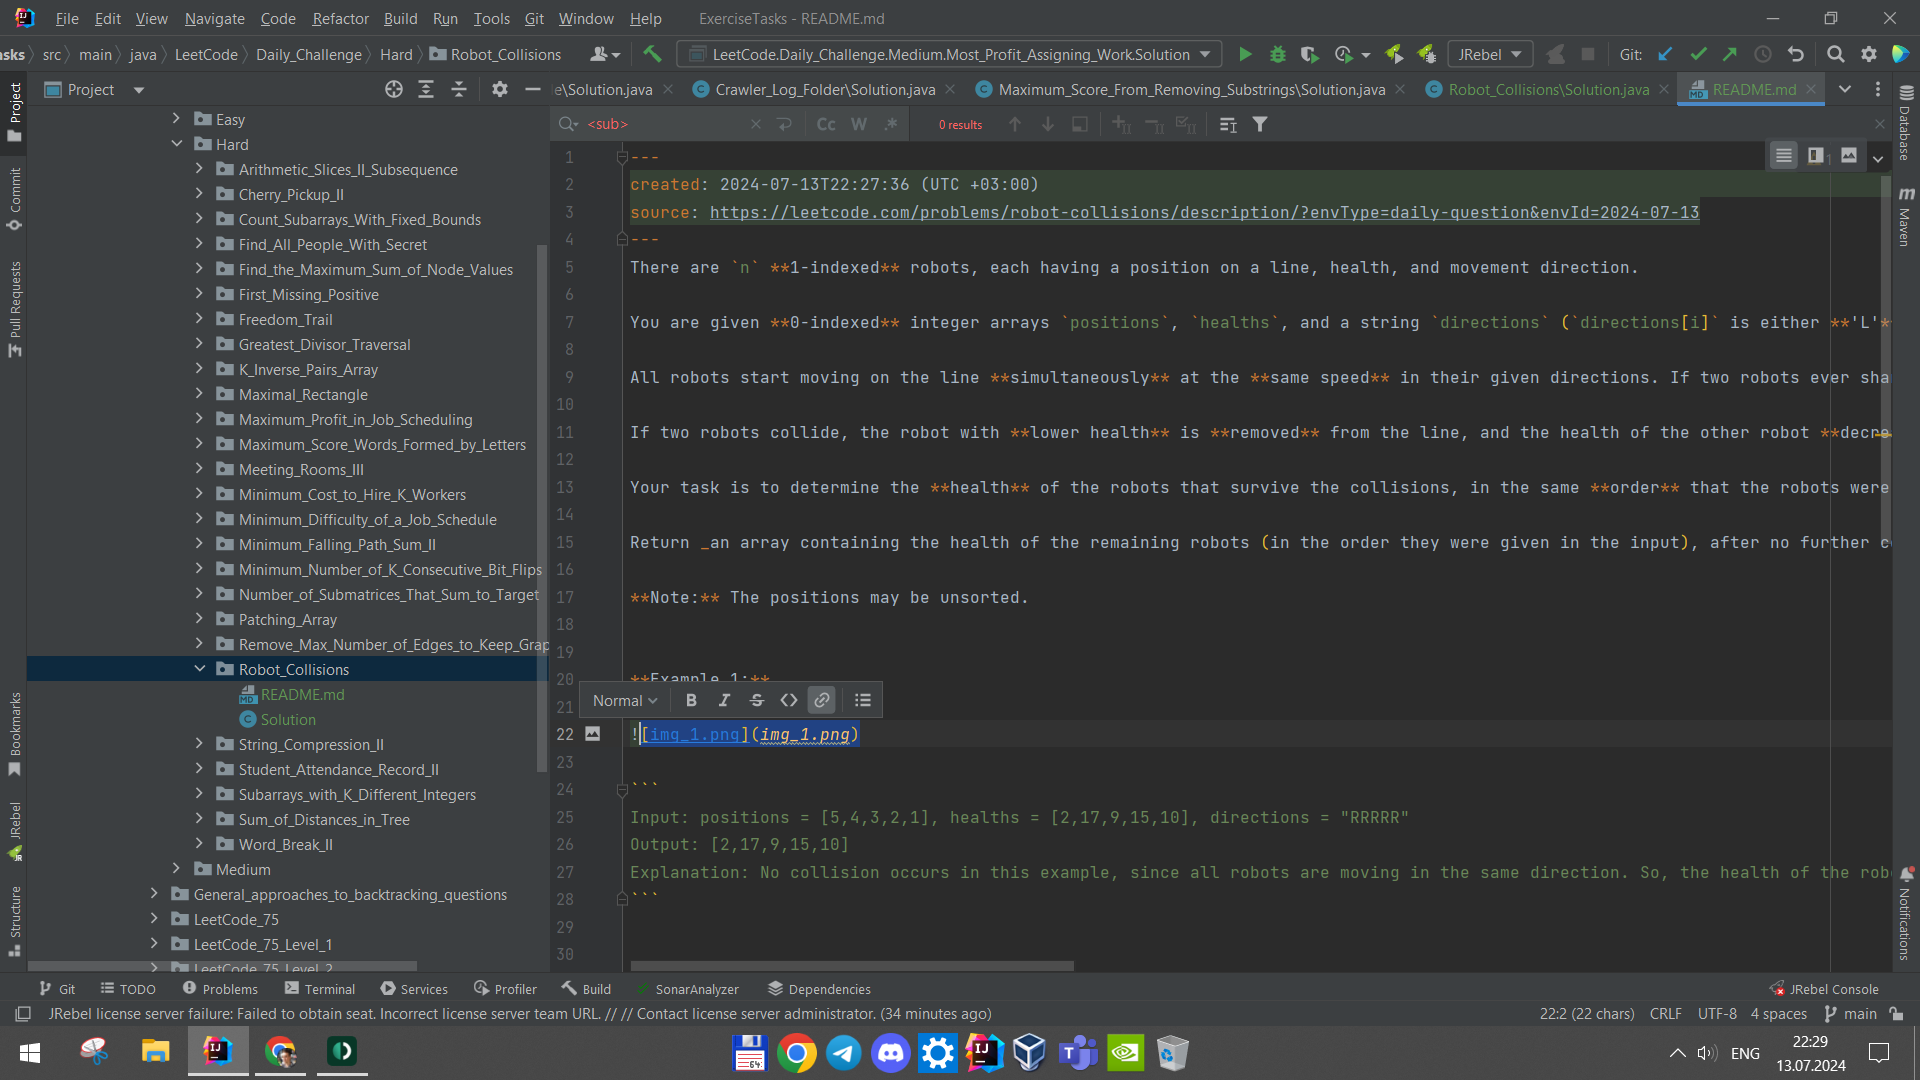 File Edit View Navigate Code Refactor Build Run Tools Git Window Help ExerciseTasks - README.md
asks src main java LeetCode Daily_Challenge Hard Robot_Collisions LeetCode.Daily_Challenge.Medium.Most_Profit_Assigning_Work.Solution JRebel Git:
Project e\Solution.java Crawler_Log_Folder\Solution.java Maximum_Score_From_Removing_Substrings\Solution.java Robot_Collisions\Solution.java README.md
<sub> Cc W .* 0 results
Project
Commit
Pull Requests
Bookmarks
JRebel
Structure
Easy
Hard
Arithmetic_Slices_II_Subsequence
Cherry_Pickup_II
Count_Subarrays_With_Fixed_Bounds
Find_All_People_With_Secret
Find_the_Maximum_Sum_of_Node_Values
First_Missing_Positive
Freedom_Trail
Greatest_Divisor_Traversal
K_Inverse_Pairs_Array
Maximal_Rectangle
Maximum_Profit_in_Job_Scheduling
Maximum_Score_Words_Formed_by_Letters
Meeting_Rooms_III
Minimum_Cost_to_Hire_K_Workers
Minimum_Difficulty_of_a_Job_Schedule
Minimum_Falling_Path_Sum_II
Minimum_Number_of_K_Consecutive_Bit_Flips
Number_of_Submatrices_That_Sum_to_Target
Patching_Array
Remove_Max_Number_of_Edges_to_Keep_Grap
Robot_Collisions
README.md
Solution
String_Compression_II
Student_Attendance_Record_II
Subarrays_with_K_Different_Integers
Sum_of_Distances_in_Tree
Word_Break_II
Medium
General_approaches_to_backtracking_questions
LeetCode_75
LeetCode_75_Level_1
LeetCode_75_Level_2
1 ---
2 created: 2024-07-13T22:27:36 (UTC +03:00)
3 source: https://leetcode.com/problems/robot-collisions/description/?envType=daily-question&envId=2024-07-13
4 ---
5 There are `n` **1-indexed** robots, each having a position on a line, health, and movement direction.
6
7 You are given **0-indexed** integer arrays `positions`, `healths`, and a string `directions` (`directions[i]` is either **'L'*
8
9 All robots start moving on the line **simultaneously** at the **same speed** in their given directions. If two robots ever sha
10
11 If two robots collide, the robot with **lower health** is **removed** from the line, and the health of the other robot **decre
12
13 Your task is to determine the **health** of the robots that survive the collisions, in the same **order** that the robots were
14
15 Return _an array containing the health of the remaining robots (in the order they were given in the input), after no further c
16
17 **Note:** The positions may be unsorted.
18
19
20 **Example 1:**
21 Normal B I S <>
22 ![img_1.png](img_1.png)
23
24 ```
25 Input: positions = [5,4,3,2,1], healths = [2,17,9,15,10], directions = "RRRRR"
26 Output: [2,17,9,15,10]
27 Explanation: No collision occurs in this example, since all robots are moving in the same direction. So, the health of the rob
28 ```
29
30
Database
Maven
Notifications
Git TODO Problems Terminal Services Profiler Build SonarAnalyzer Dependencies JRebel Console
JRebel license server failure: Failed to obtain seat. Incorrect license server team URL. // // Contact license server administrator. (34 minutes ago) 22:2 (22 chars) CRLF UTF-8 4 spaces main
ENG 22:29
13.07.2024